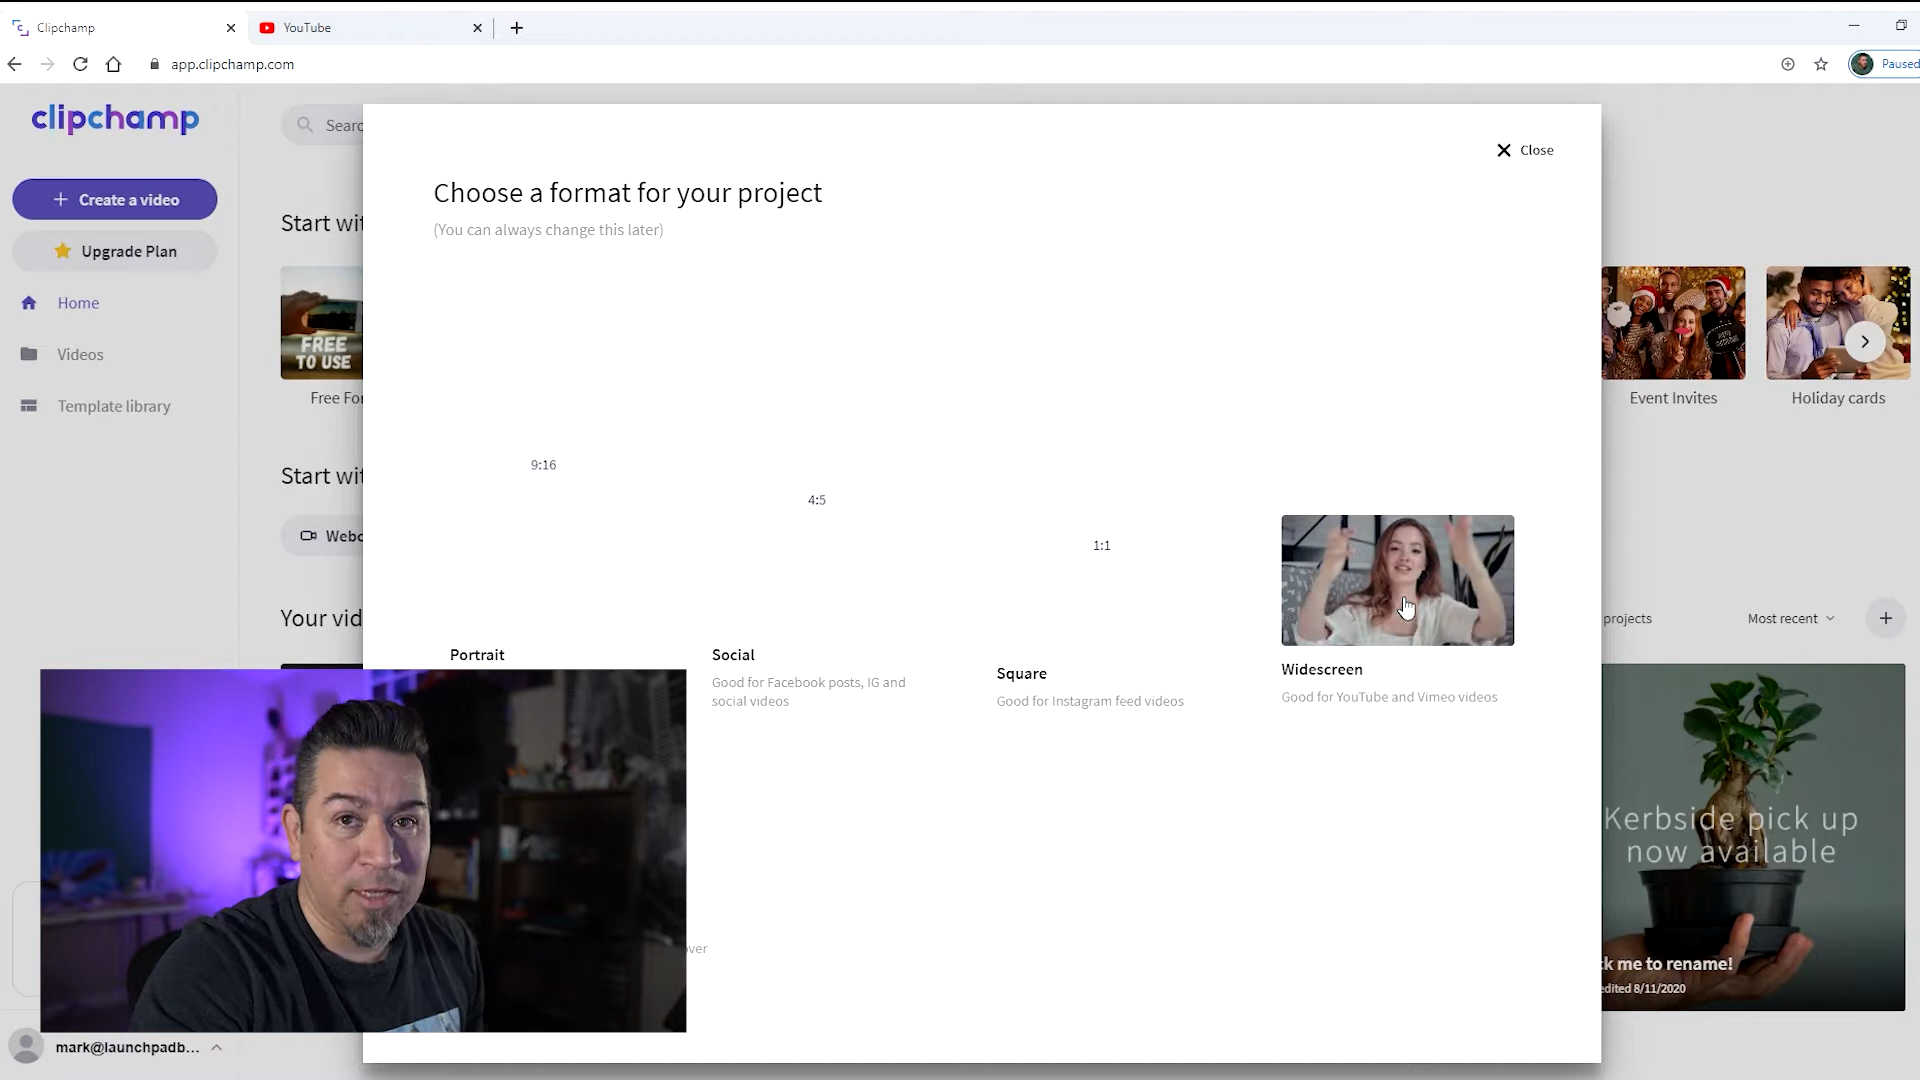 Clipchamp
YouTube
app.clipchamp.com
Paused
clipchamp
Create a video
Upgrade Plan
Home
Videos
Template library
Close
Choose a format for your project
(You can always change this later)
Start wit
FREE
TO USE
Free For
Event Invites
Holiday cards
9:16
4:5
1:1
Start wit
Webc
Your vid
projects
Most recent
Portrait
Social
Good for Facebook posts, IG and
social videos
Square
Good for Instagram feed videos
Widescreen
Good for YouTube and Vimeo videos
Kerbside pick up
now available
ck me to rename!
edited 8/11/2020
over
mark@launchpadb...